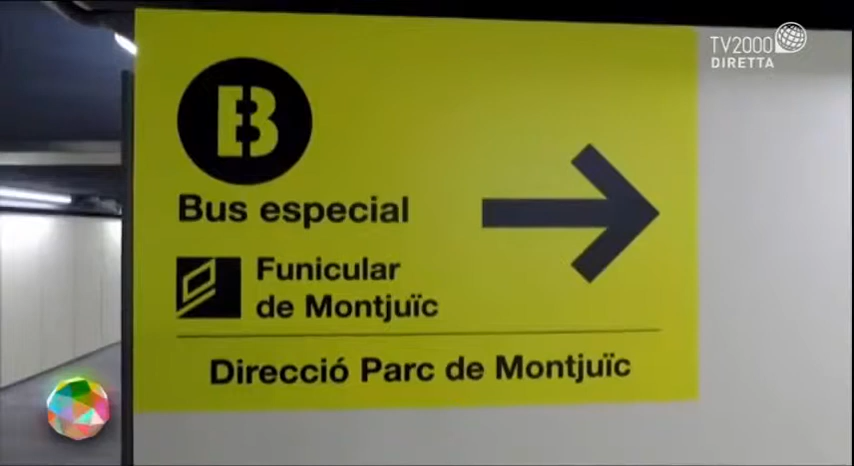 TV2000
DIRETTA
B
Bus especial
Funicular
de Montjuïc
Direcció Parc de Montjuïc